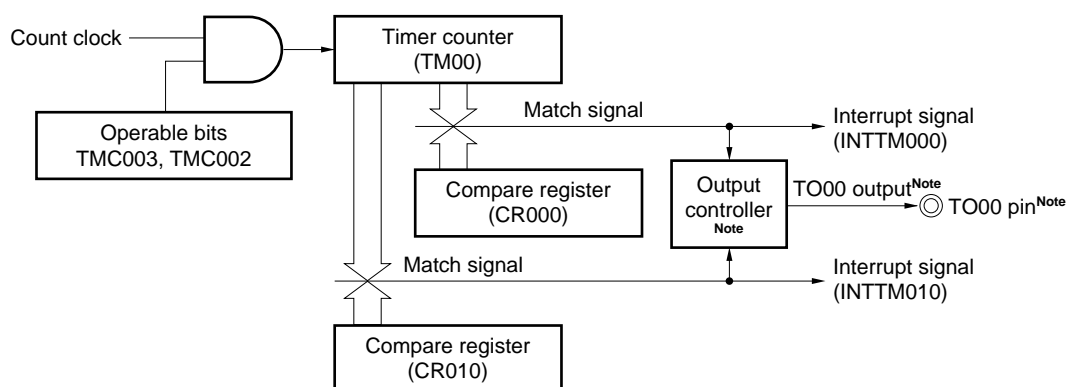 Count clock
Timer counter
(TM00)
Operable bits
TMC003, TMC002
Match signal
Interrupt signal
(INTTM000)
Compare register
(CR000)
Output
controller
Note
TO00 output Note
TO00 pin Note
Match signal
Interrupt signal
(INTTM010)
Compare register
(CR010)